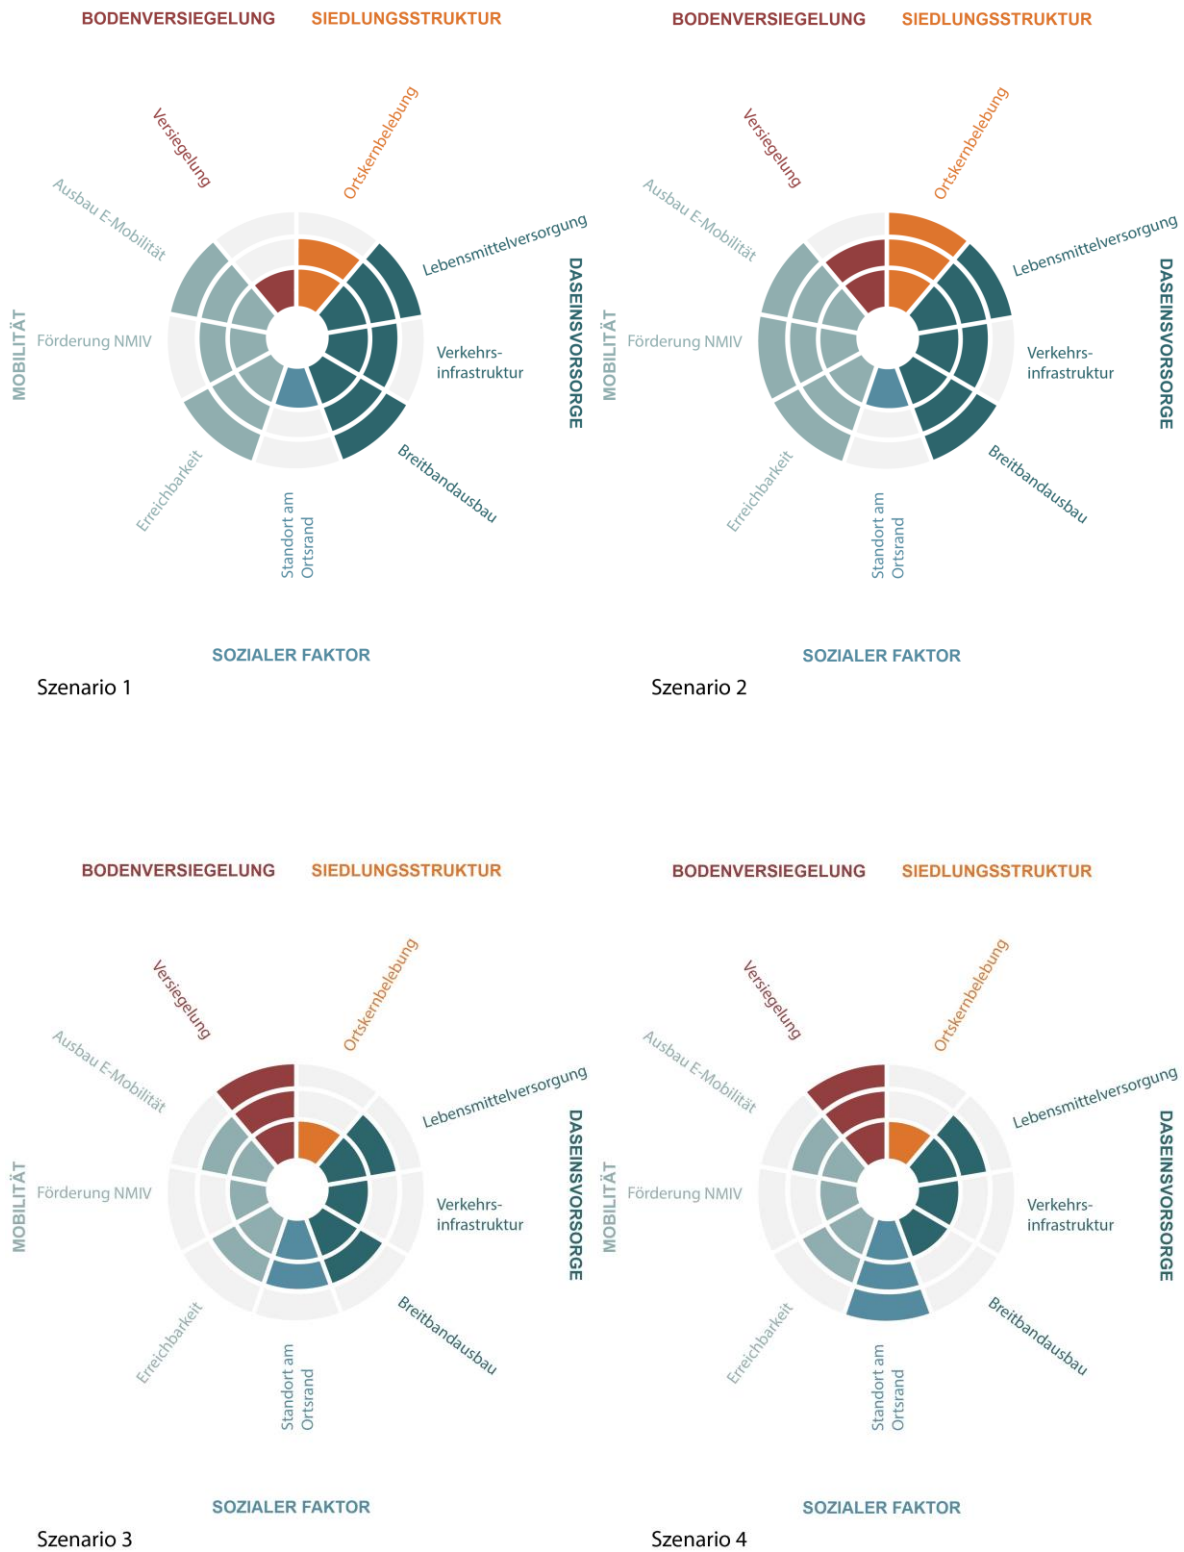 BODENVERSIEGELUNG SIEDLUNGSSTRUKTUR
Versiegelung
Ortskernbelebung
Ausbau E-Mobilität
Lebensmittelversorgung
MOBILITÄT
Förderung NMIV
DASEINSVORSORGE
Verkehrs-
infrastruktur
Erreichbarkeit
Breitbandausbau
Standort am
Ortsrand
SOZIALER FAKTOR
Szenario 1
BODENVERSIEGELUNG SIEDLUNGSSTRUKTUR
Versiegelung
Ortskernbelebung
Ausbau E-Mobilität
Lebensmittelversorgung
MOBILITÄT
Förderung NMIV
DASEINSVORSORGE
Verkehrs-
infrastruktur
Erreichbarkeit
Breitbandausbau
Standort am
Ortsrand
SOZIALER FAKTOR
Szenario 2
BODENVERSIEGELUNG SIEDLUNGSSTRUKTUR
Versiegelung
Ortskernbelebung
Ausbau E-Mobilität
Lebensmittelversorgung
MOBILITÄT
Förderung NMIV
DASEINSVORSORGE
Verkehrs-
infrastruktur
Erreichbarkeit
Breitbandausbau
Standort am
Ortsrand
SOZIALER FAKTOR
Szenario 3
BODENVERSIEGELUNG SIEDLUNGSSTRUKTUR
Versiegelung
Ortskernbelebung
Ausbau E-Mobilität
Lebensmittelversorgung
MOBILITÄT
Förderung NMIV
DASEINSVORSORGE
Verkehrs-
infrastruktur
Erreichbarkeit
Breitbandausbau
Standort am
Ortsrand
SOZIALER FAKTOR
Szenario 4